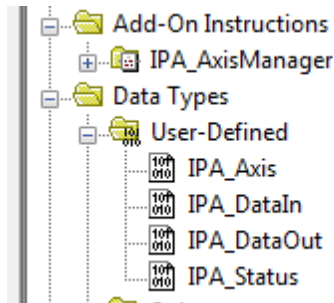 Add-On Instructions
IPA_AxisManager
Data Types
User-Defined
IPA_Axis
IPA_DataIn
IPA_DataOut
IPA_Status